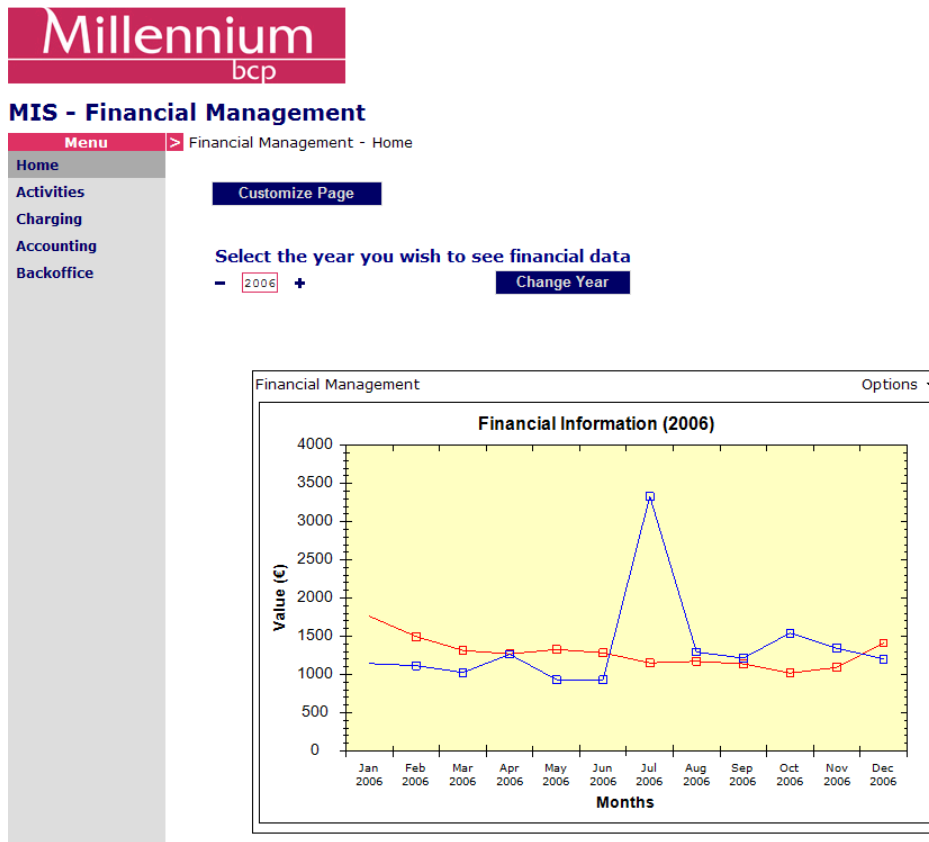 Millennium
bcp
MIS - Financial Management
Menu
> Financial Management - Home
Home
Activities
Charging
Accounting
Backoffice
Customize Page
Select the year you wish to see financial data
- 2006 +
Change Year
Financial Management Options
Financial Information (2006)
4000
3500
3000
2500
2000
1500
1000
500
0
Value (€)
Jan Feb Mar Apr May Jun Jul Aug Sep Oct Nov Dec
2006 2006 2006 2006 2006 2006 2006 2006 2006 2006 2006 2006
Months